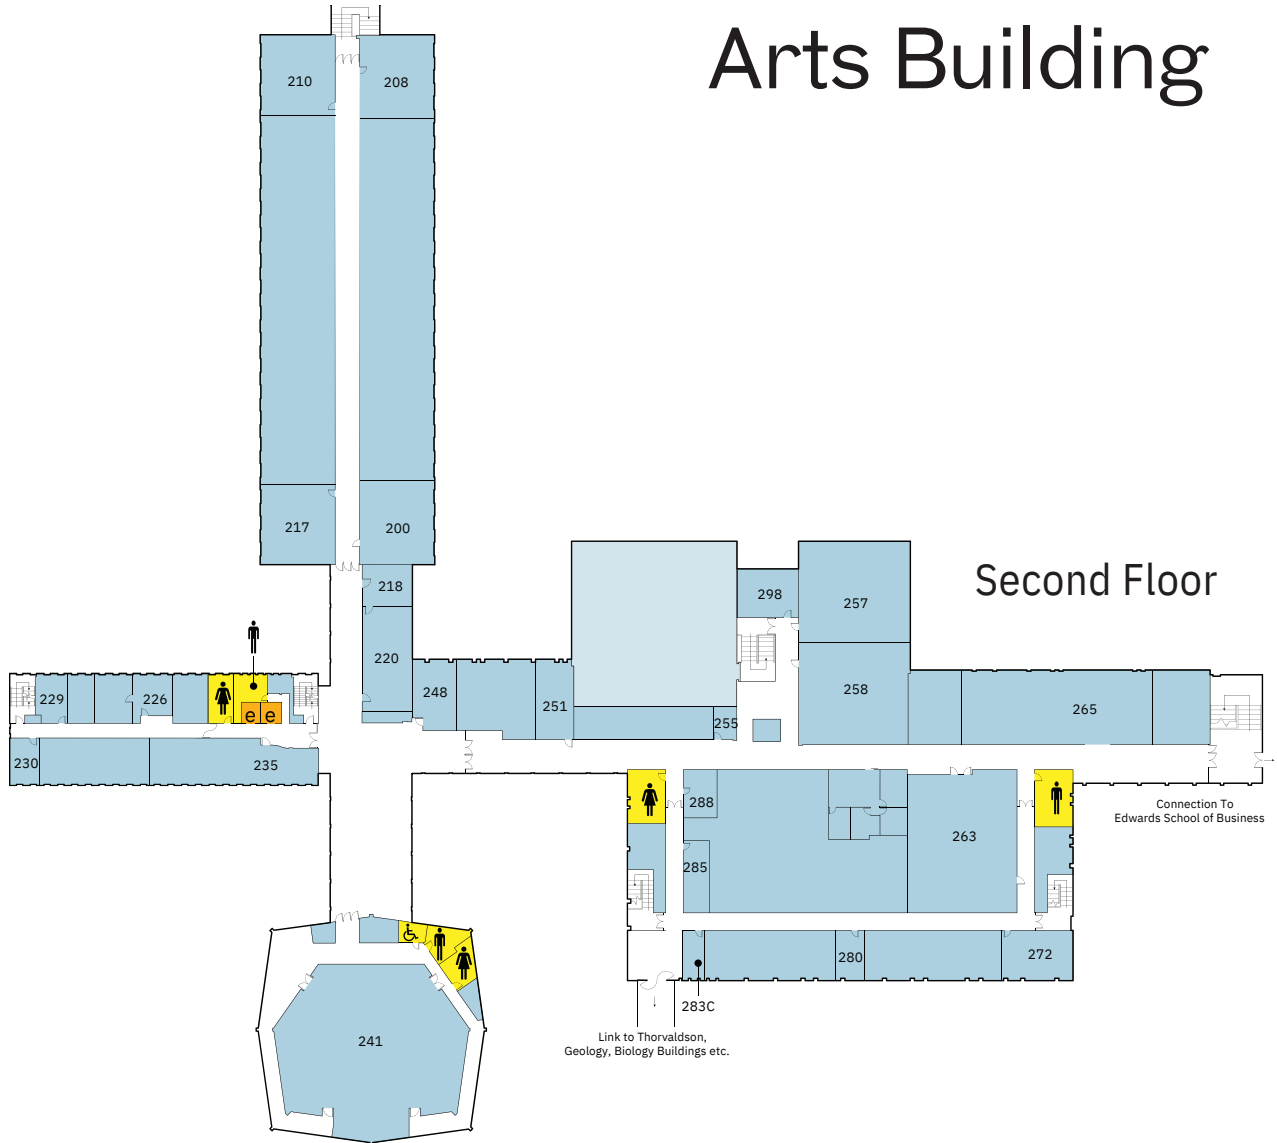 Arts Building
210
208
217
200
Second Floor
218
298
257
220
229
226
248
251
255
258
265
e e
230
235
288
285
263
Connection To
Edwards School of Business
280
272
283C
241
Link to Thorvaldson,
Geology, Biology Buildings etc.